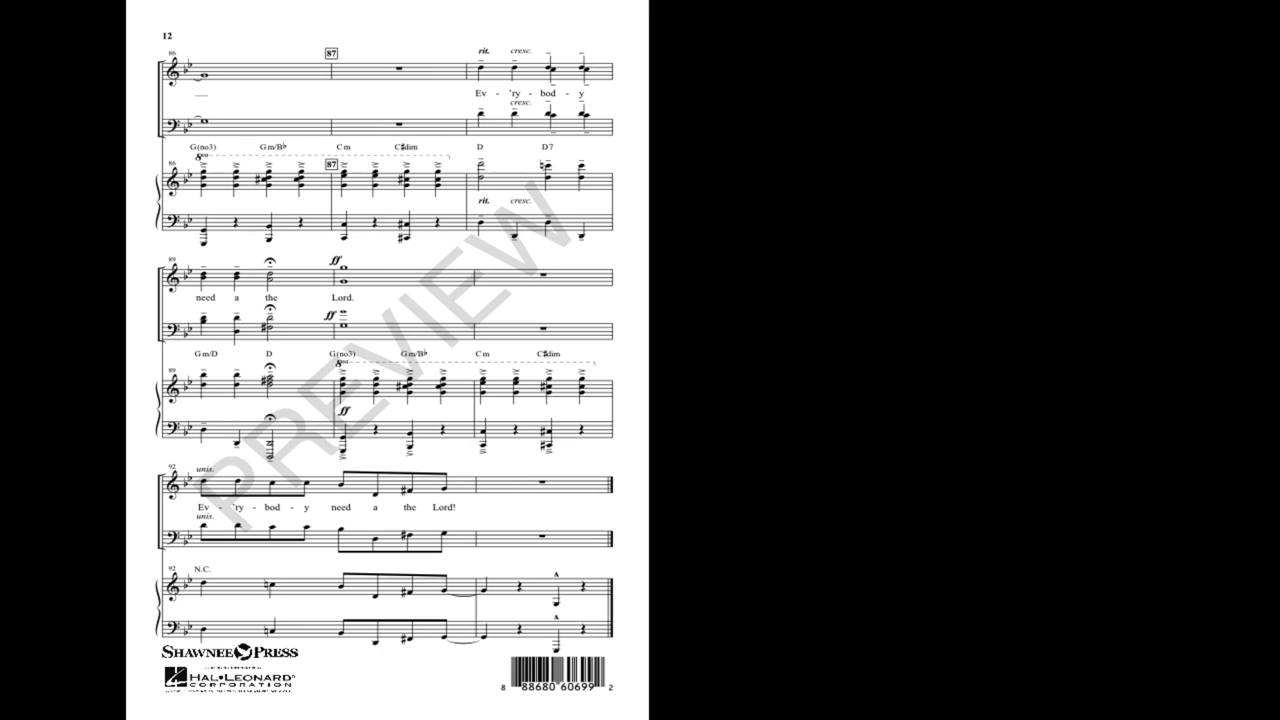 12
86
87
rit. cresc.
Ev - 'ry - bod - y
cresc.
G(no3) Gm/B♭ Cm C♯dim D D7
8va
86
87
rit. cresc.
89
ff
need a the Lord.
ff
Gm/D D G(no3) Gm/B♭ Cm C♯dim
8va
89
ff
92
unis.
Ev - 'ry - bod - y need a the Lord!
unis.
92
N.C.
PREVIEW
SHAWNEE PRESS
HAL•LEONARD®
CORPORATION
8 88680 60699 2